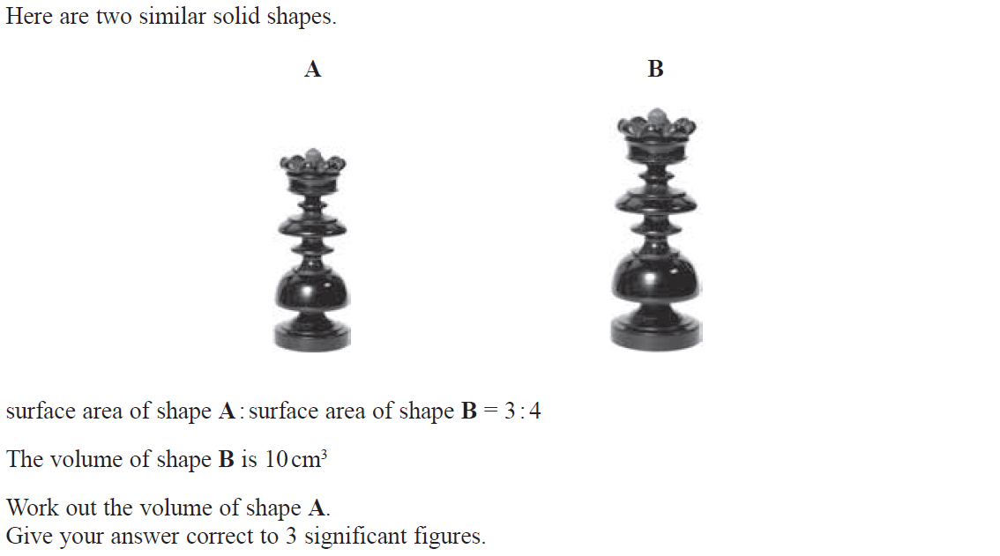 Here are two similar solid shapes.
A
B
surface area of shape A : surface area of shape B = 3 : 4
The volume of shape B is 10 cm³
Work out the volume of shape A.
Give your answer correct to 3 significant figures.